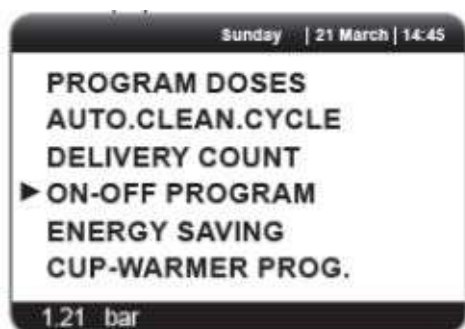 Sunday | 21 March | 14:45
PROGRAM DOSES
AUTO.CLEAN.CYCLE
DELIVERY COUNT
ON-OFF PROGRAM
ENERGY SAVING
CUP-WARMER PROG.
1.21 bar